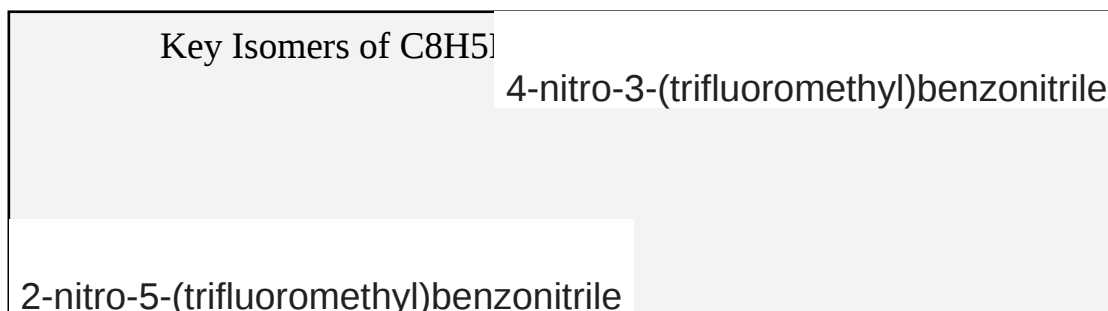 Key Isomers of C8H5
4-nitro-3-(trifluoromethyl)benzonitrile
2-nitro-5-(trifluoromethyl)benzonitrile